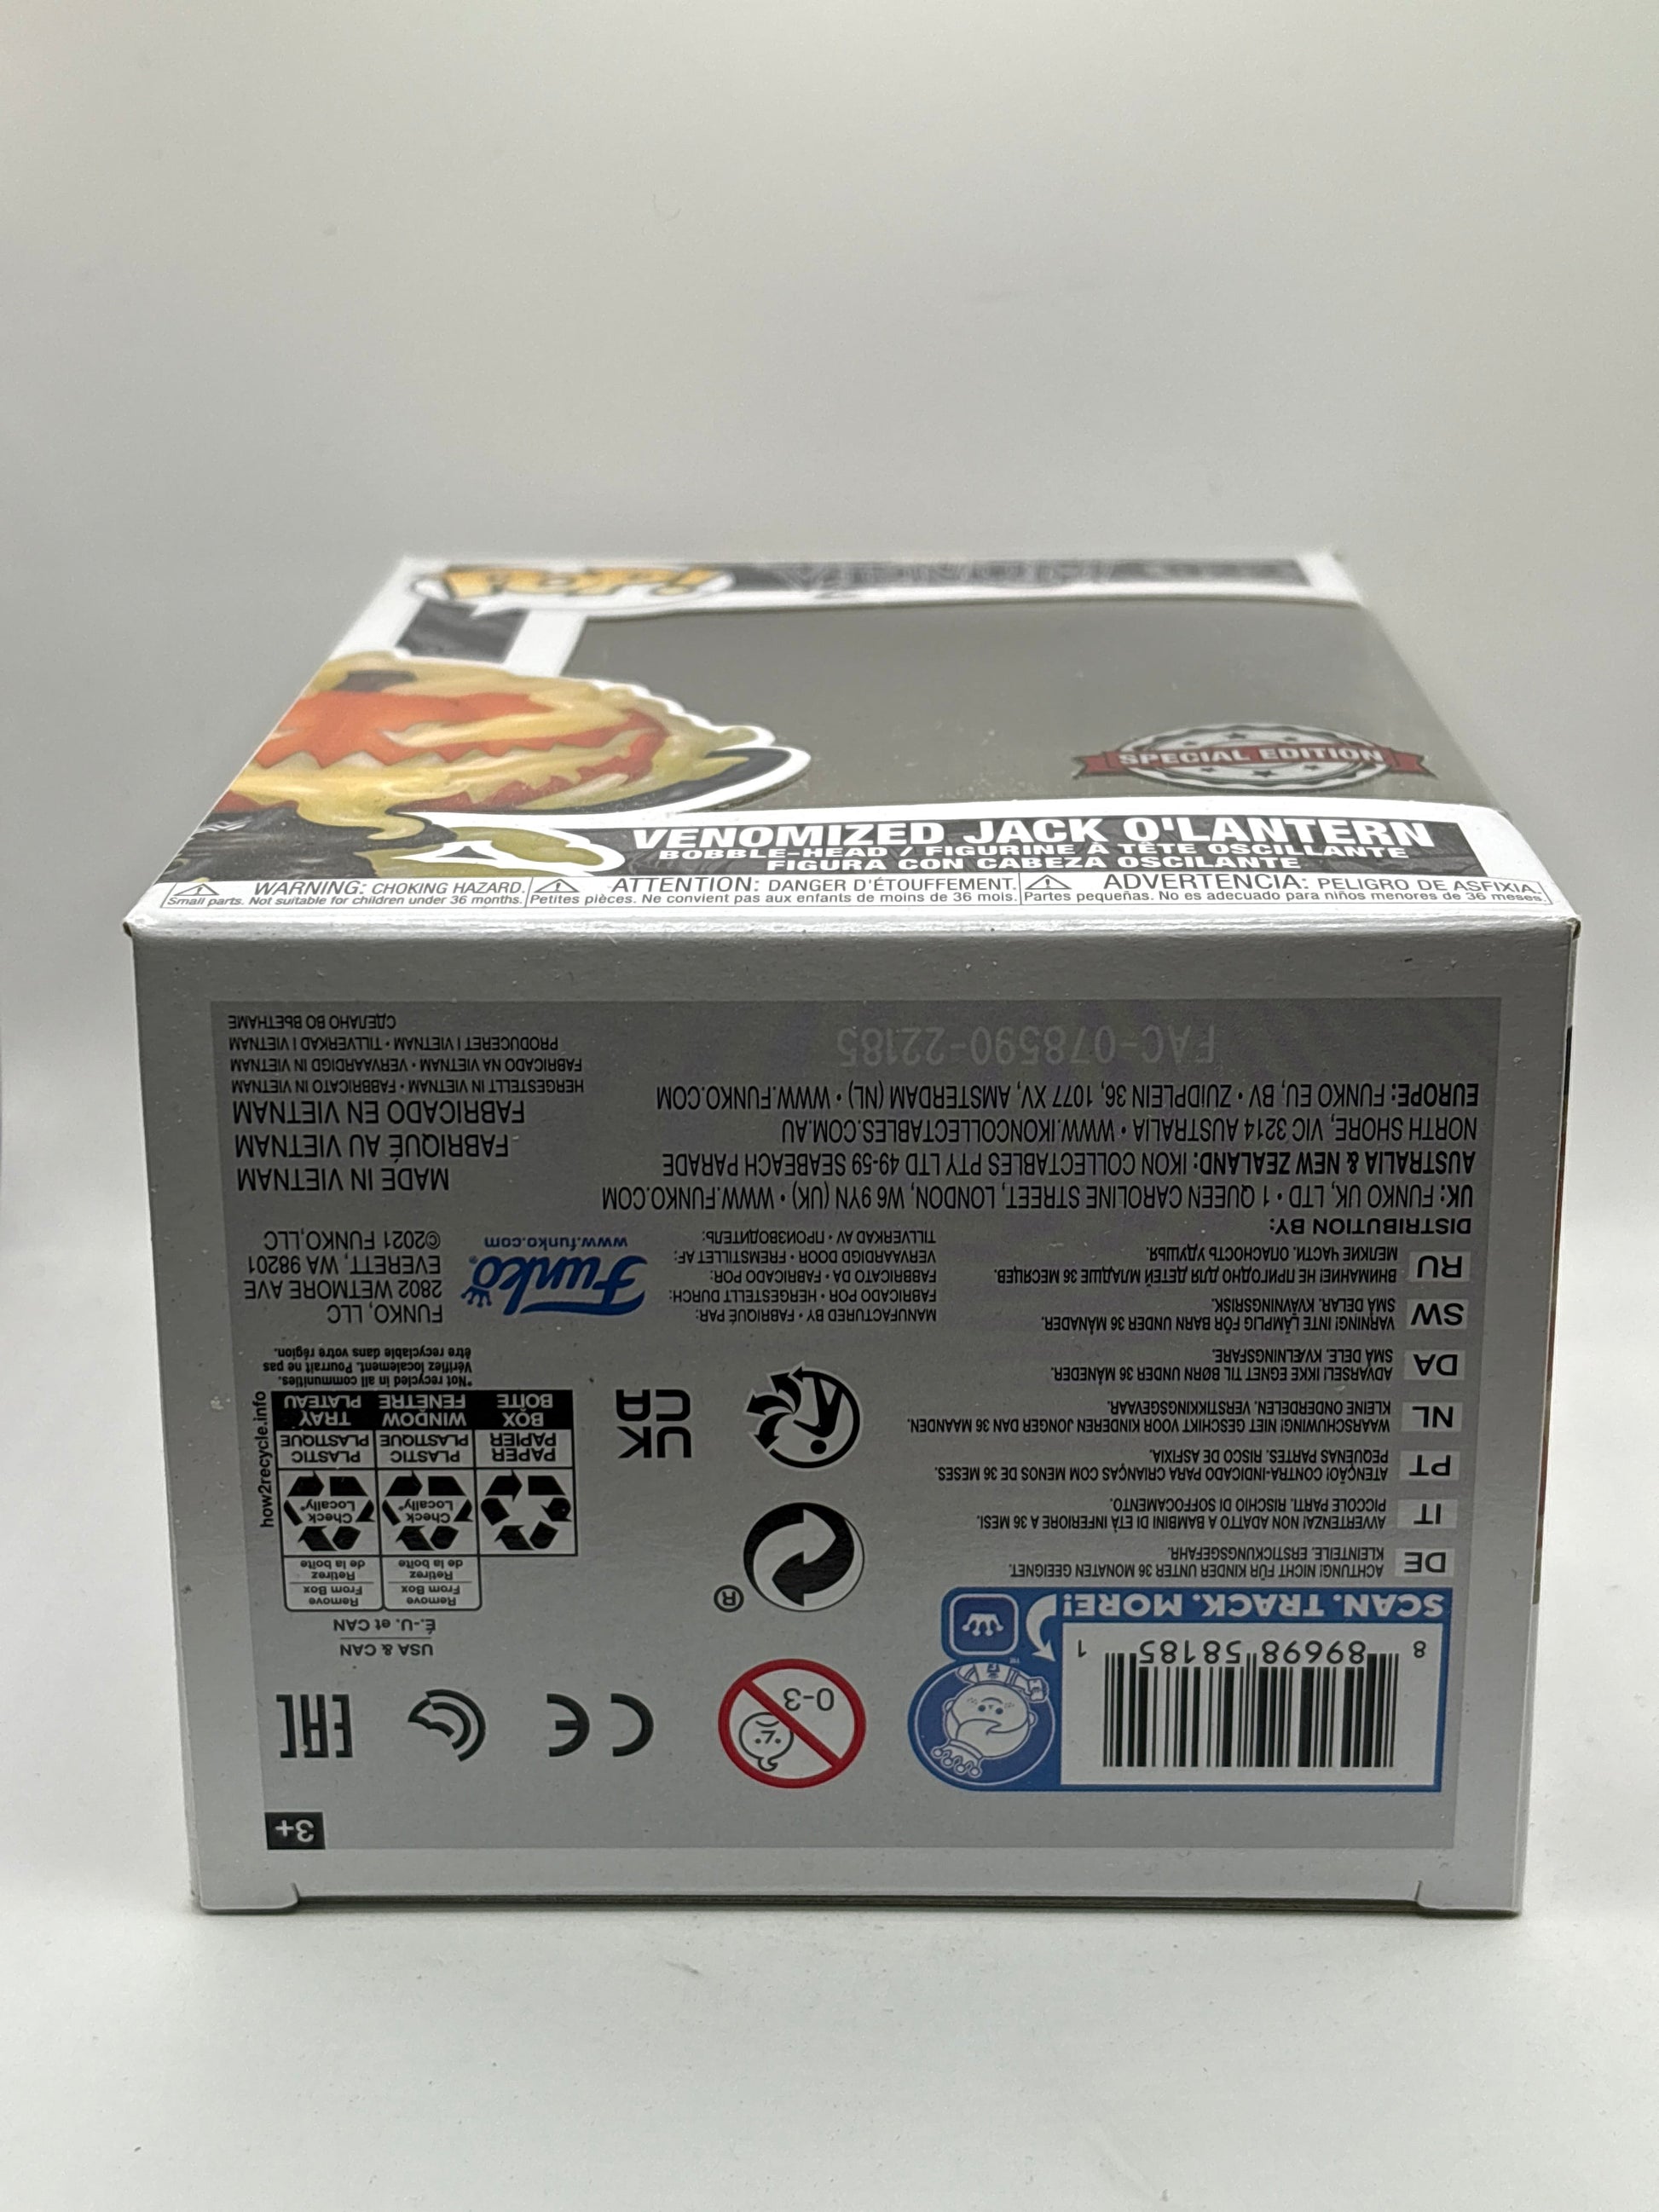 POP!
SPECIAL EDITION
VENOMIZED JACK O'LANTERN
BOBBLE-HEAD / FIGURINE À TÊTE OSCILLANTE
FIGURA CON CABEZA OSCILANTE
WARNING: CHOKING HAZARD.
Small parts. Not suitable for children under 36 months.
ATTENTION: DANGER D'ÉTOUFFEMENT.
Petites pièces. Ne convient pas aux enfants de moins de 36 mois.
ADVERTENCIA: PELIGRO DE ASFIXIA.
Partes pequeñas. No es adecuado para niños menores de 36 meses.
3+
8 89698 58185 1
SCAN. TRACK. MORE!
0-3
CE
EAC
USA & CAN
É.-U. et CAN
Remove From Box
Retirez de la boîte
Remove From Box
Retirez de la boîte
Check Locally*
Check Locally*
PAPER PAPIER
PLASTIC PLASTIQUE
PLASTIC PLASTIQUE
BOX BOÎTE
WINDOW FENÊTRE
TRAY PLATEAU
how2recycle.info
*Not recycled in all communities.
Vérifiez localement. Pourrait ne pas
être recyclable dans votre région.
®
UK
CA
DE
ACHTUNG! NICHT FÜR KINDER UNTER 36 MONATEN GEEIGNET.
KLEINTEILE. ERSTICKUNGSGEFAHR.
IT
AVVERTENZA! NON ADATTO A BAMBINI DI ETÀ INFERIORE A 36 MESI.
PICCOLE PARTI. RISCHIO DI SOFFOCAMENTO.
PT
ATENÇÃO! CONTRA-INDICADO PARA CRIANÇAS COM MENOS DE 36 MESES.
PEQUENAS PARTES. RISCO DE ASFIXIA.
NL
WAARSCHUWING! NIET GESCHIKT VOOR KINDEREN JONGER DAN 36 MAANDEN.
KLEINE ONDERDELEN. VERSTIKKINGSGEVAAR.
DA
ADVARSEL! IKKE EGNET TIL BØRN UNDER 36 MÅNEDER.
SMÅ DELE. KVÆLNINGSFARE.
SW
VARNING! INTE LÄMPLIG FÖR BARN UNDER 36 MÅNADER.
SMÅ DELAR. KVÄVNINGSRISK.
RU
ВНИМАНИЕ! НЕ ПРИГОДНО ДЛЯ ДЕТЕЙ МЛАДШЕ 36 МЕСЯЦЕВ.
МЕЛКИЕ ЧАСТИ. ОПАСНОСТЬ УДУШЬЯ.
MANUFACTURED BY • FABRIQUÉ PAR:
FABRICADO POR • HERGESTELLT DURCH:
FABBRICATO DA • FABRICADO POR:
VERVAARDIGD DOOR • FREMSTILLET AF:
TILLVERKAD AV • ПРОИЗВОДИТЕЛЬ:
Funko®
www.funko.com
FUNKO, LLC
2802 WETMORE AVE
EVERETT, WA 98201
©2021 FUNKO, LLC
DISTRIBUTION BY:
UK: FUNKO UK, LTD • 1 QUEEN CAROLINE STREET, LONDON, W6 9YN (UK) • WWW.FUNKO.COM
AUSTRALIA & NEW ZEALAND: IKON COLLECTABLES PTY LTD 49-59 SEABEACH PARADE
NORTH SHORE, VIC 3214 AUSTRALIA • WWW.IKONCOLLECTABLES.COM.AU
EUROPE: FUNKO EU, BV • ZUIDPLEIN 36, 1077 XV, AMSTERDAM (NL) • WWW.FUNKO.COM
MADE IN VIETNAM
FABRIQUÉ AU VIETNAM
FABRICADO EN VIETNAM
HERGESTELLT IN VIETNAM • FABBRICATO IN VIETNAM
FABRICADO NA VIETNAM • VERVAARDIGD IN VIETNAM
PRODUCERET I VIETNAM • TILLVERKAD I VIETNAM
СДЕЛАНО ВО ВЬЕТНАМЕ
FAC-078590-22185